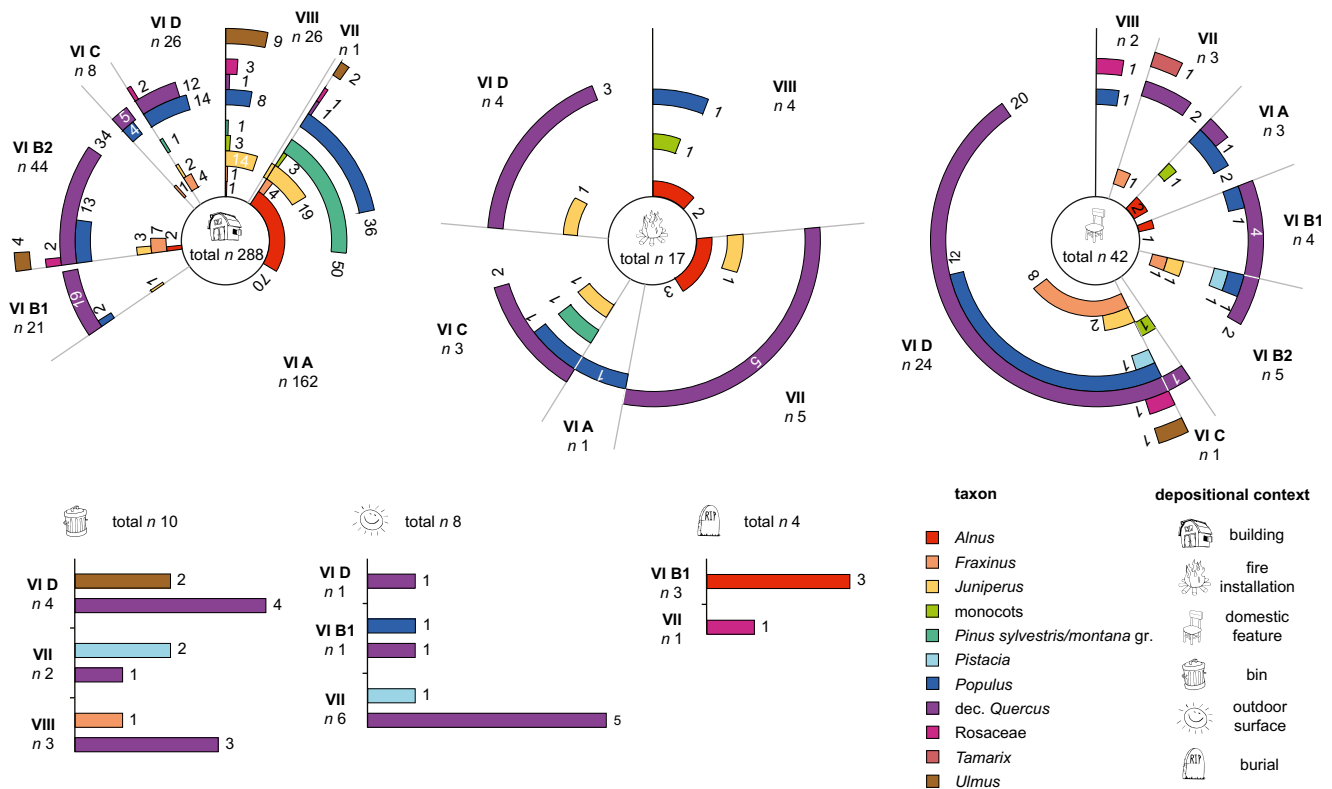 VI D
n 26
VIII
n 26
VII
n 1
VI C
n 8
VI B2
n 44
VI B1
n 21
VI A
n 162
total n 288
9
3
1
8
1
3
14
1
1
2
1
36
50
3
19
4
70
2
12
14
1
2
4
1
5
4
34
13
4
2
3
7
2
19
2
1
VI D
n 4
VIII
n 4
VI C
n 3
VI A
n 1
VII
n 5
total n 17
3
1
1
1
2
1
3
5
1
2
1
1
1
VIII
n 2
VII
n 3
VI A
n 3
VI B1
n 4
VI B2
n 5
VI C
n 1
VI D
n 24
total n 42
1
1
1
2
1
1
2
1
2
1
4
1
1
1
1
1
2
1
1
20
12
8
2
1
1
1
total n 10
VI D
n 4
2
4
VII
n 2
2
1
VIII
n 3
1
3
total n 8
VI D
n 1
1
VI B1
n 1
1
1
VII
n 6
1
5
total n 4
RIP
VI B1
n 3
3
VII
n 1
1
taxon
Alnus
Fraxinus
Juniperus
monocots
Pinus sylvestris/montana gr.
Pistacia
Populus
dec. Quercus
Rosaceae
Tamarix
Ulmus
depositional context
building
fire
installation
domestic
feature
bin
outdoor
surface
RIP
burial